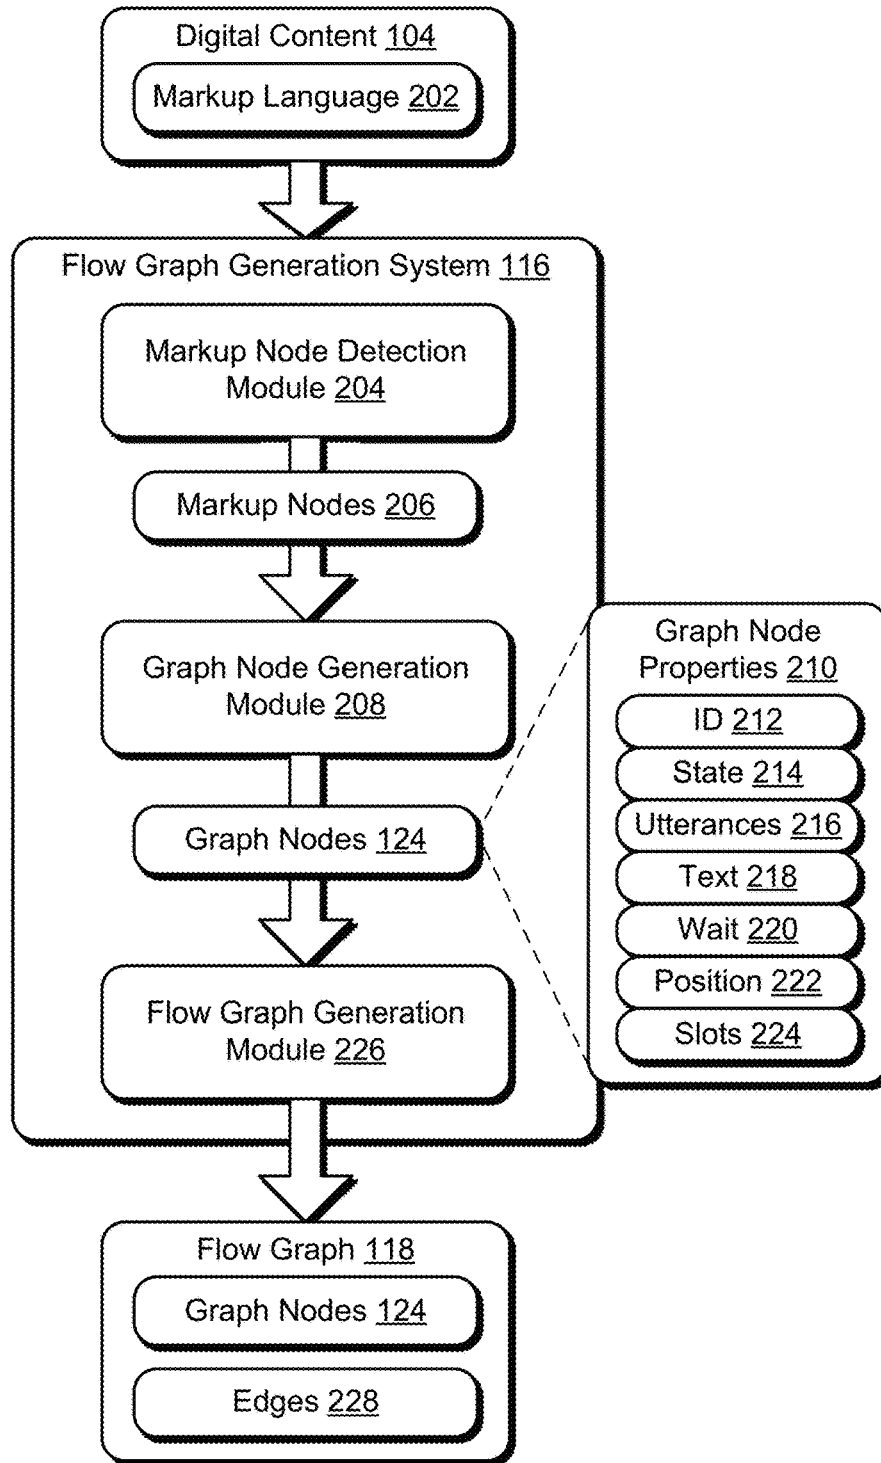 Digital Content 104
Markup Language 202
Flow Graph Generation System 116
Markup Node Detection
Module 204
Markup Nodes 206
Graph Node Generation
Module 208
Graph Nodes 124
Graph Node
Properties 210
ID 212
State 214
Utterances 216
Text 218
Wait 220
Position 222
Slots 224
Flow Graph Generation
Module 226
Flow Graph 118
Graph Nodes 124
Edges 228